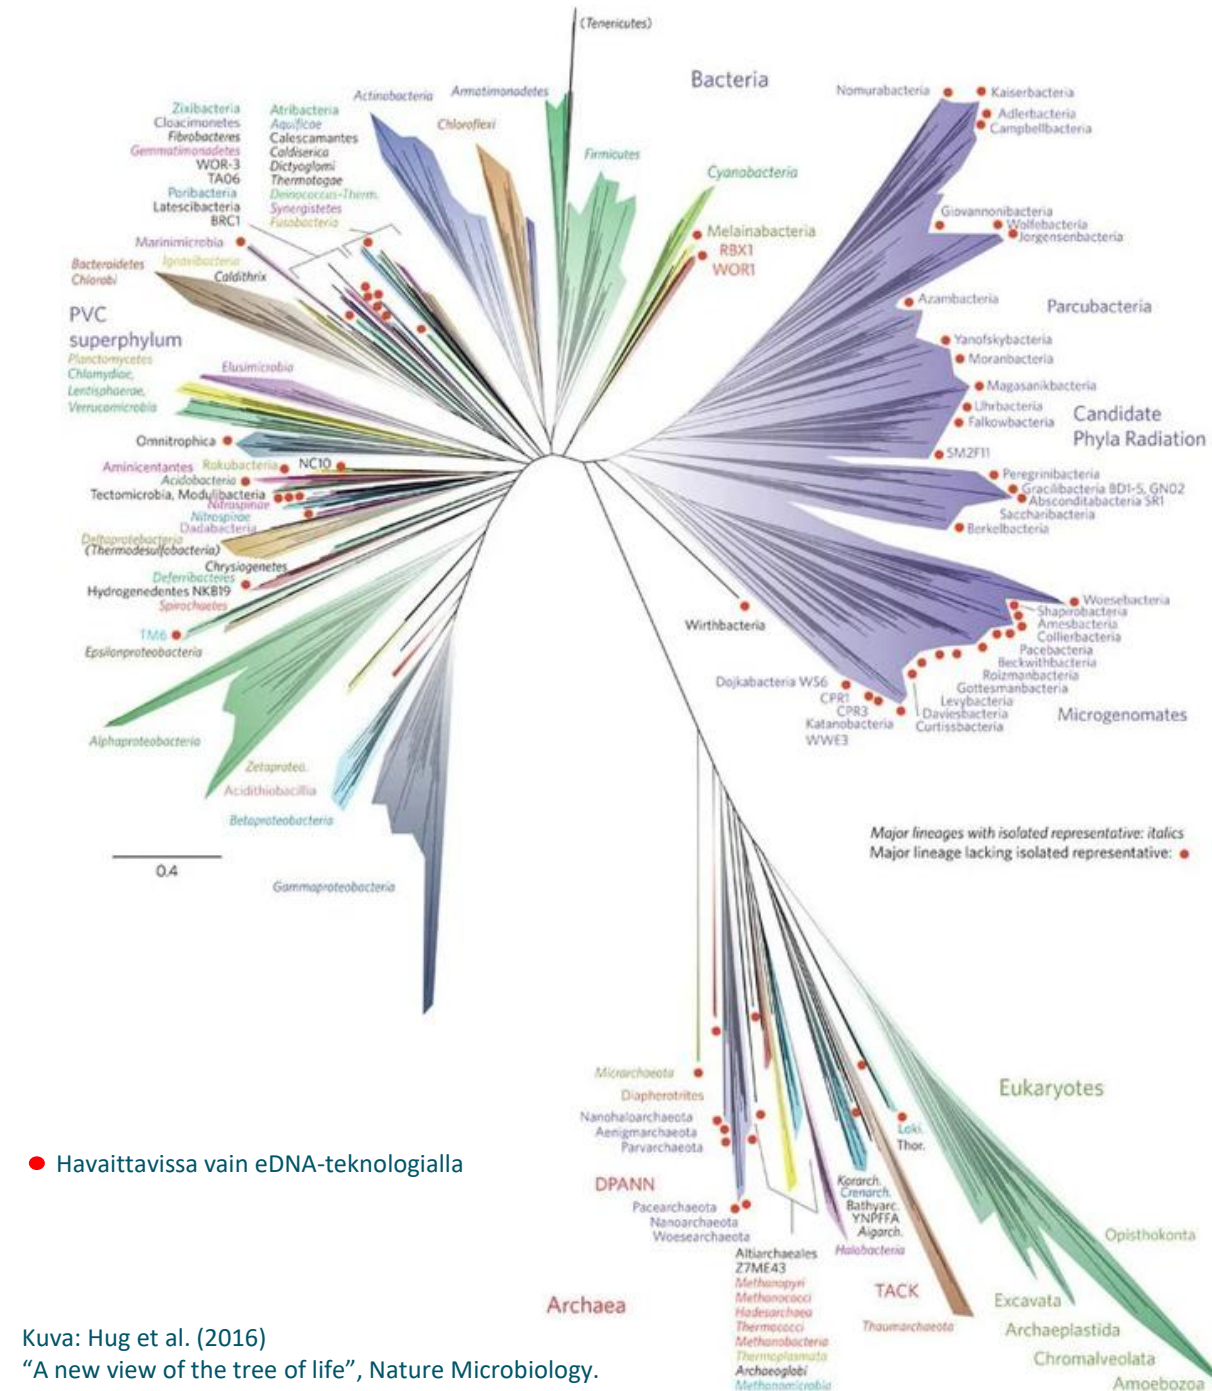 (Tenericutes)
Bacteria
Nomurabacteria
Kaiserbacteria
Adlerbacteria
Campbellbacteria
Zixibacteria
Cloacimonetes
Fibrobacteres
Gemmatimonadetes
WOR-3
TA06
Poribacteria
Latescibacteria
BRC1
Atribacteria
Aquificae
Calescamantes
Caldiserica
Dictyoglomi
Thermotogae
Deinococcus-Therm.
Synergistetes
Fusobacteria
Actinobacteria
Armatimonadetes
Chloroflexi
Firmicutes
Cyanobacteria
Melainabacteria
RBX1
WOR1
Giovannonibacteria
Wolfebacteria
Jorgensenbacteria
Marinimicrobia
Bacteroidetes
Chlorobi
Ignavibacteria
Caldithrix
Azambacteria
Parcubacteria
PVC
superphylum
Planctomycetes
Chlamydiae,
Lentisphaerae,
Verrucomicrobia
Elusimicrobia
Yanofskybacteria
Moranbacteria
Magasanikbacteria
Uhrbacteria
Falkowbacteria
Candidate
Phyla Radiation
SM2F11
Omnitrophica
Aminicentantes
Rokubacteria
NC10
Acidobacteria
Tectomicrobia, Modulibacteria
Nitrospinae
Nitrospirae
Dadabacteria
Deltaprotebacteria
(Thermodesulfobacteria)
Chrysiogenetes
Deferribacteres
Hydrogenedentes NKB19
Spirochaetes
TM6
Epsilonproteobacteria
Peregrinibacteria
Gracilibacteria BD1-5, GN02
Absconditabacteria SR1
Saccharibacteria
Berkelbacteria
Woesebacteria
Shapirobacteria
Amesbacteria
Collierbacteria
Pacebacteria
Beckwithbacteria
Roizmanbacteria
Gottesmanbacteria
Levybacteria
Daviesbacteria
Curtissbacteria
Microgenomates
Wirthbacteria
Dojkabacteria WS6
CPR1
CPR3
Katanobacteria
WWE3
Alphaproteobacteria
Zetaproteo.
Acidithiobacillia
Betaproteobacteria
Gammaproteobacteria
0.4
Major lineages with isolated representative: italics
Major lineage lacking isolated representative:
Micrarchaeota
Diapherotrites
Nanohaloarchaeota
Aenigmarchaeota
Parvarchaeota
DPANN
Pacearchaeota
Nanoarchaeota
Woesearchaeota
Altiarchaeales
Z7ME43
Methanopyri
Methanococci
Hadesarchaea
Thermococci
Methanobacteria
Thermoplasmata
Archaeoglobi
Methanomicrobia
Halobacteria
Archaea
Loki.
Thor.
Korarch.
Crenarch.
Bathyarc.
YNPFFA
Aigarch.
TACK
Thaumarchaeota
Eukaryotes
Opisthokonta
Excavata
Archaeplastida
Chromalveolata
Amoebozoa
Havaittavissa vain eDNA-teknologialla
Kuva: Hug et al. (2016)
“A new view of the tree of life”, Nature Microbiology.